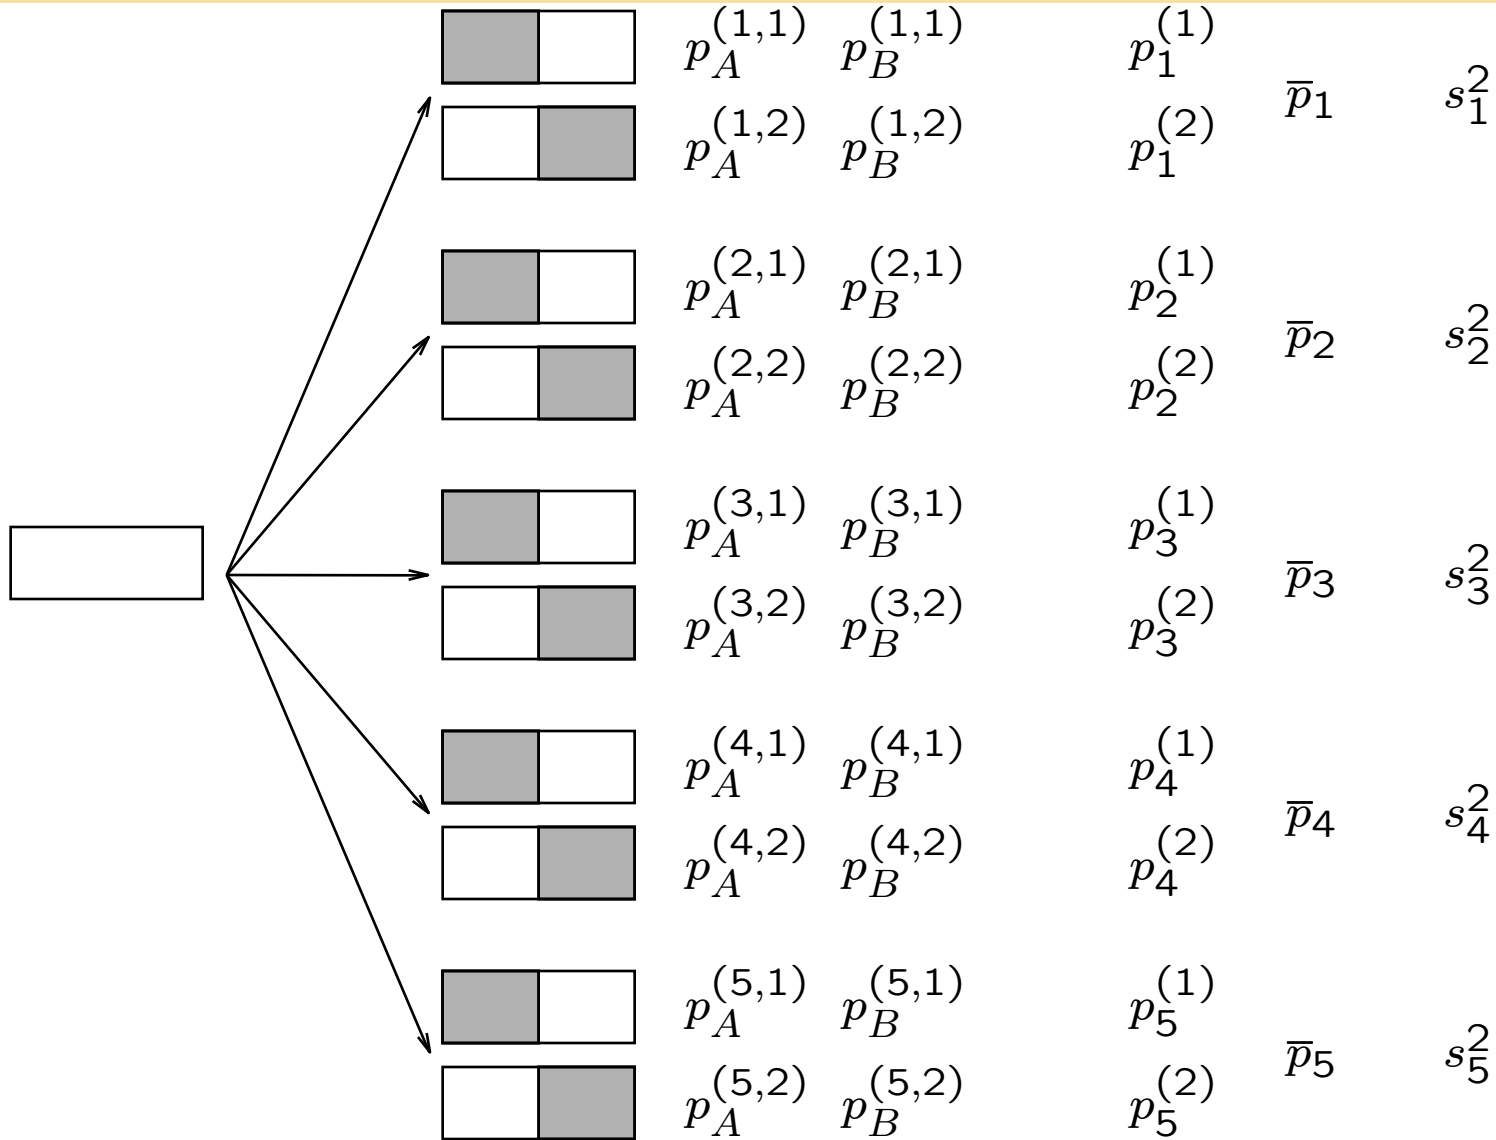 $p_A^{(1,1)}$ $p_B^{(1,1)}$ $p_1^{(1)}$
$\overline{p}_1$ $s_1^2$
$p_A^{(1,2)}$ $p_B^{(1,2)}$ $p_1^{(2)}$
$p_A^{(2,1)}$ $p_B^{(2,1)}$ $p_2^{(1)}$
$\overline{p}_2$ $s_2^2$
$p_A^{(2,2)}$ $p_B^{(2,2)}$ $p_2^{(2)}$
$p_A^{(3,1)}$ $p_B^{(3,1)}$ $p_3^{(1)}$
$\overline{p}_3$ $s_3^2$
$p_A^{(3,2)}$ $p_B^{(3,2)}$ $p_3^{(2)}$
$p_A^{(4,1)}$ $p_B^{(4,1)}$ $p_4^{(1)}$
$\overline{p}_4$ $s_4^2$
$p_A^{(4,2)}$ $p_B^{(4,2)}$ $p_4^{(2)}$
$p_A^{(5,1)}$ $p_B^{(5,1)}$ $p_5^{(1)}$
$\overline{p}_5$ $s_5^2$
$p_A^{(5,2)}$ $p_B^{(5,2)}$ $p_5^{(2)}$